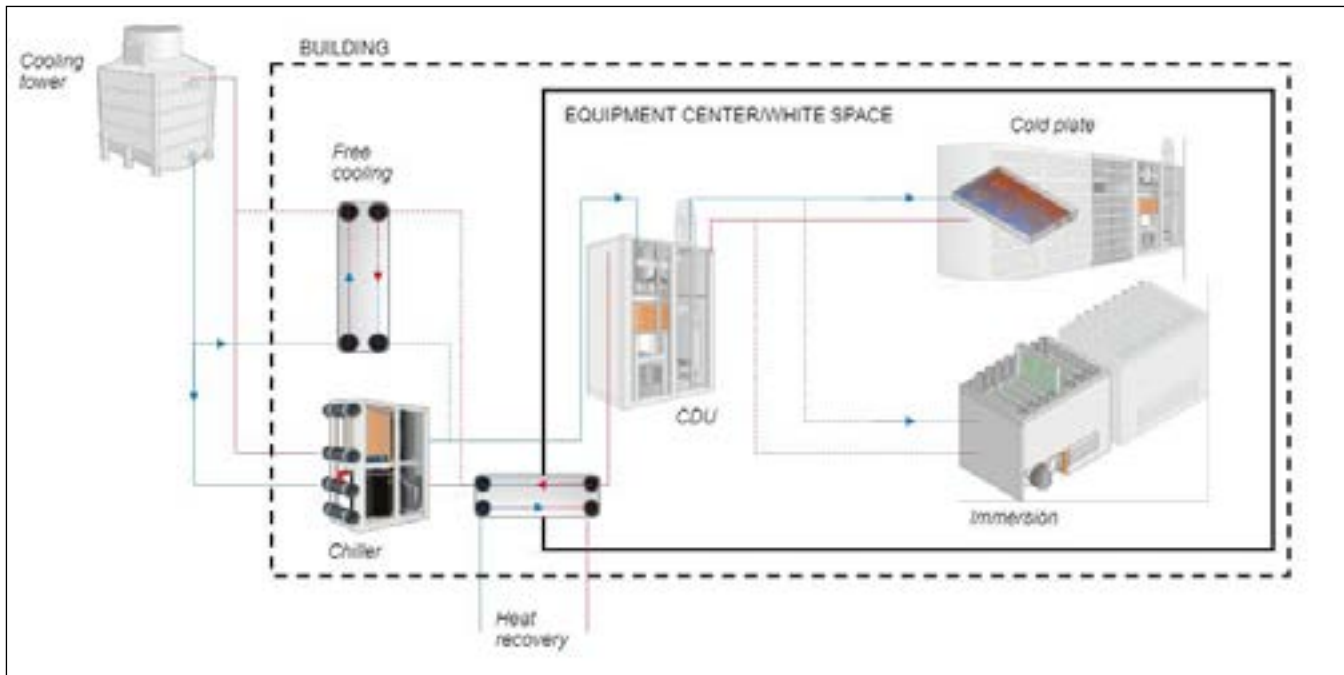 BUILDING
Cooling
tower
EQUIPMENT CENTER/WHITE SPACE
Cold plate
Free
cooling
CDU
Immersion
Chiller
Heat
recovery